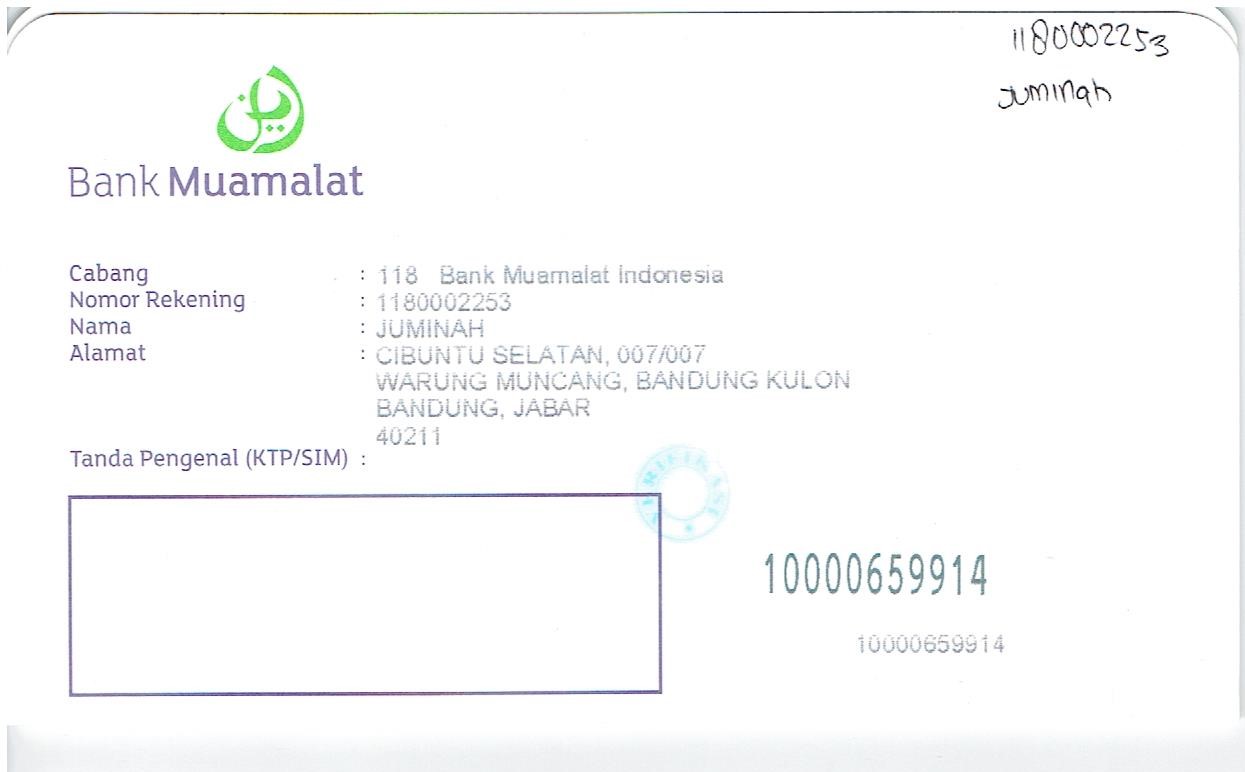 1180002253
Juminah
Bank Muamalat
Cabang : 118 Bank Muamalat Indonesia
Nomor Rekening : 1180002253
Nama : JUMINAH
Alamat : CIBUNTU SELATAN, 007/007
WARUNG MUNCANG, BANDUNG KULON
BANDUNG, JABAR
40211
Tanda Pengenal (KTP/SIM) :
VERIFIKASI
10000659914
10000659914